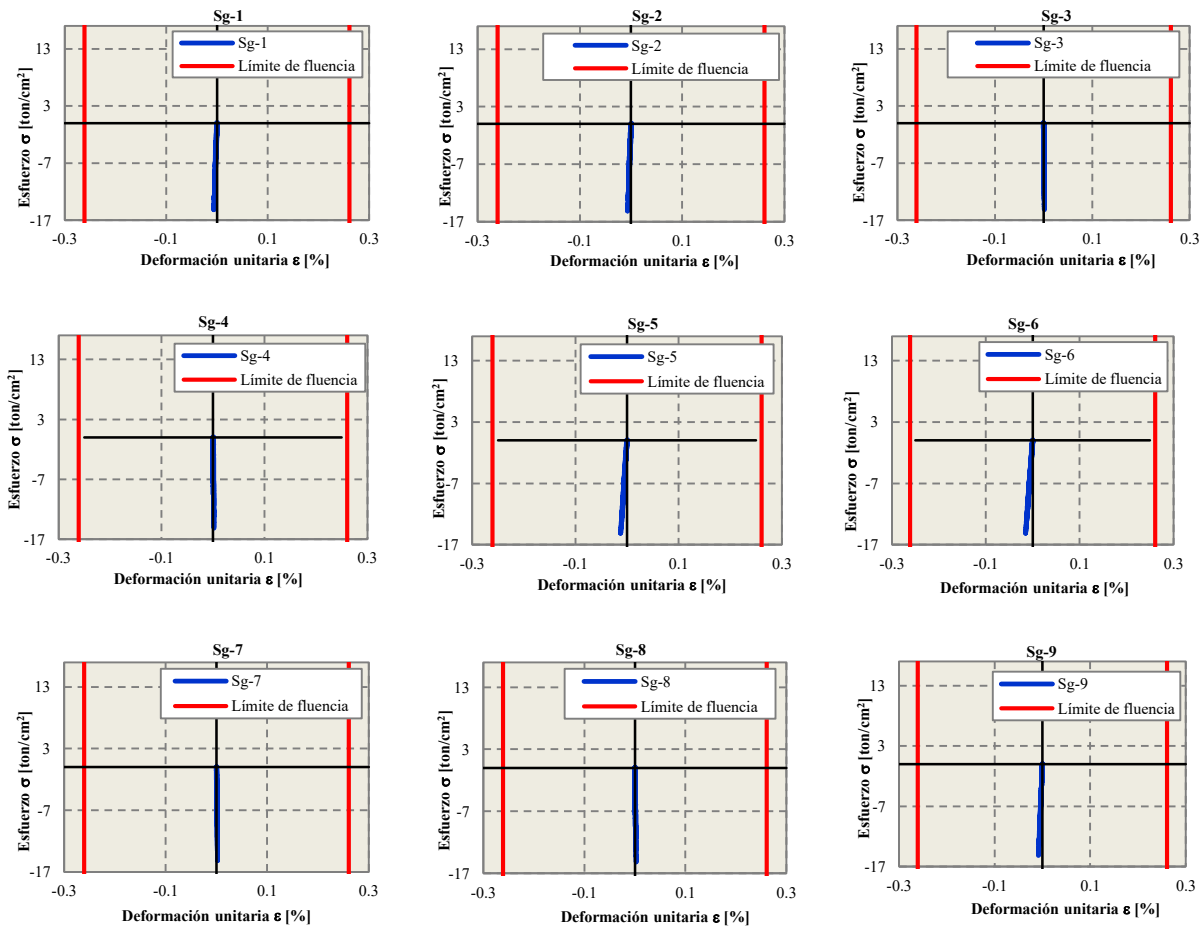 Sg-1
Sg-1
Límite de fluencia
13
3
-7
-17
-0.3
-0.1
0.1
0.3
Esfuerzo σ [ton/cm²]
Deformación unitaria ε [%]
Sg-2
Sg-2
Límite de fluencia
13
3
-7
-17
-0.3
-0.1
0.1
0.3
Esfuerzo σ [ton/cm²]
Deformación unitaria ε [%]
Sg-3
Sg-3
Límite de fluencia
13
3
-7
-17
-0.3
-0.1
0.1
0.3
Esfuerzo σ [ton/cm²]
Deformación unitaria ε [%]
Sg-4
Sg-4
Límite de fluencia
13
3
-7
-17
-0.3
-0.1
0.1
0.3
Esfuerzo σ [ton/cm²]
Deformación unitaria ε [%]
Sg-5
Sg-5
Límite de fluencia
13
3
-7
-17
-0.3
-0.1
0.1
0.3
Esfuerzo σ [ton/cm²]
Deformación unitaria ε [%]
Sg-6
Sg-6
Límite de fluencia
13
3
-7
-17
-0.3
-0.1
0.1
0.3
Esfuerzo σ [ton/cm²]
Deformación unitaria ε [%]
Sg-7
Sg-7
Límite de fluencia
13
3
-7
-17
-0.3
-0.1
0.1
0.3
Esfuerzo σ [ton/cm²]
Deformación unitaria ε [%]
Sg-8
Sg-8
Límite de fluencia
13
3
-7
-17
-0.3
-0.1
0.1
0.3
Esfuerzo σ [ton/cm²]
Deformación unitaria ε [%]
Sg-9
Sg-9
Límite de fluencia
13
3
-7
-17
-0.3
-0.1
0.1
0.3
Esfuerzo σ [ton/cm²]
Deformación unitaria ε [%]